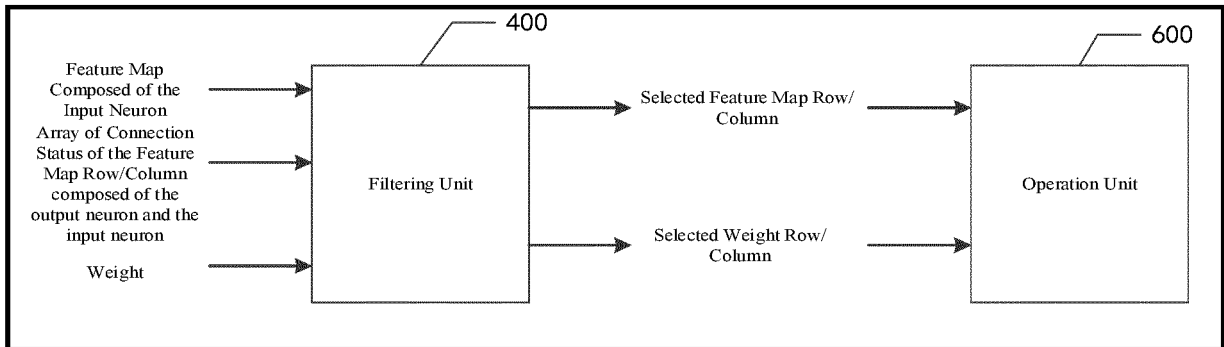 400
600
Feature Map
Composed of the
Input Neuron
Array of Connection
Status of the Feature
Map Row/Column
composed of the
output neuron and the
input neuron
Weight
Filtering Unit
Selected Feature Map Row/
Column
Selected Weight Row/
Column
Operation Unit